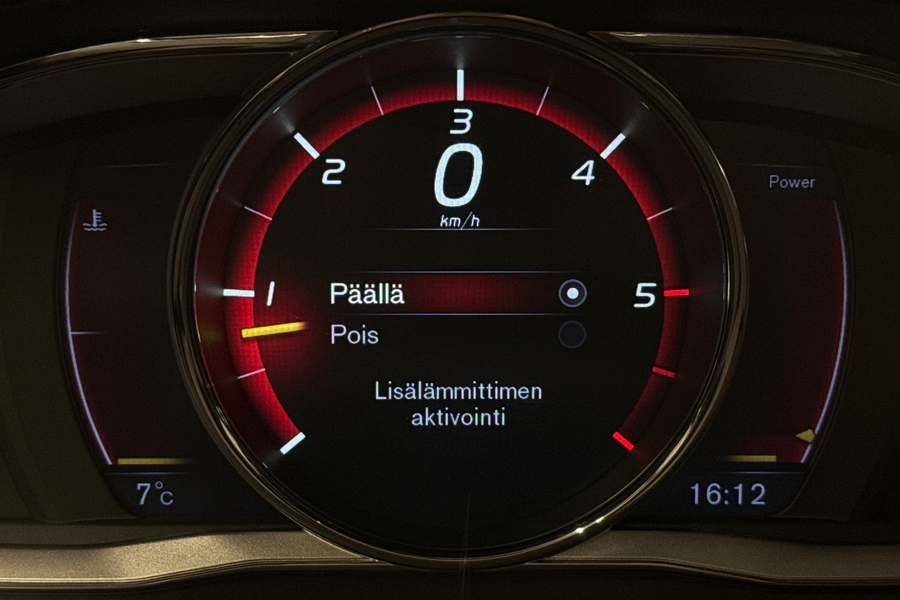 3
2
4
0
km/h
Power
1
5
Päällä
Pois
Lisälämmittimen
aktivointi
7°C
16:12